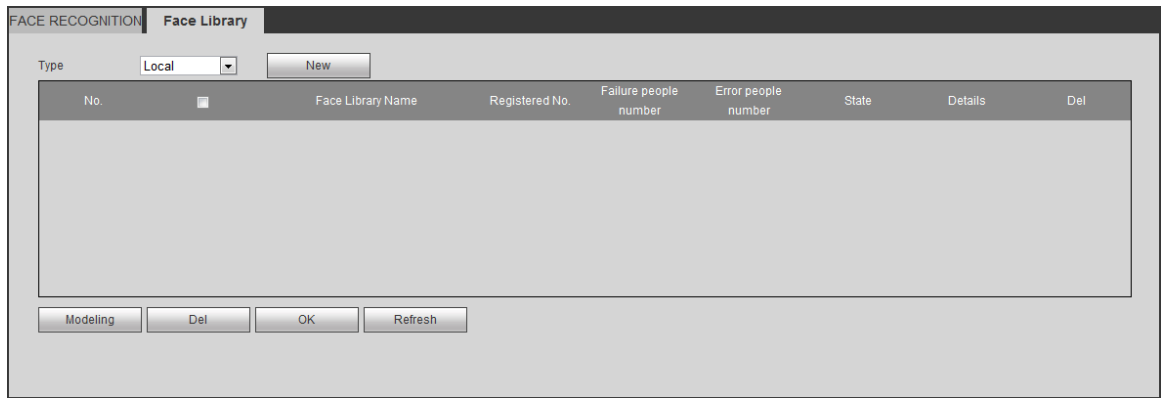 FACE RECOGNITION Face Library
Type Local New
No. Face Library Name Registered No. Failure people number Error people number State Details Del
Modeling Del OK Refresh